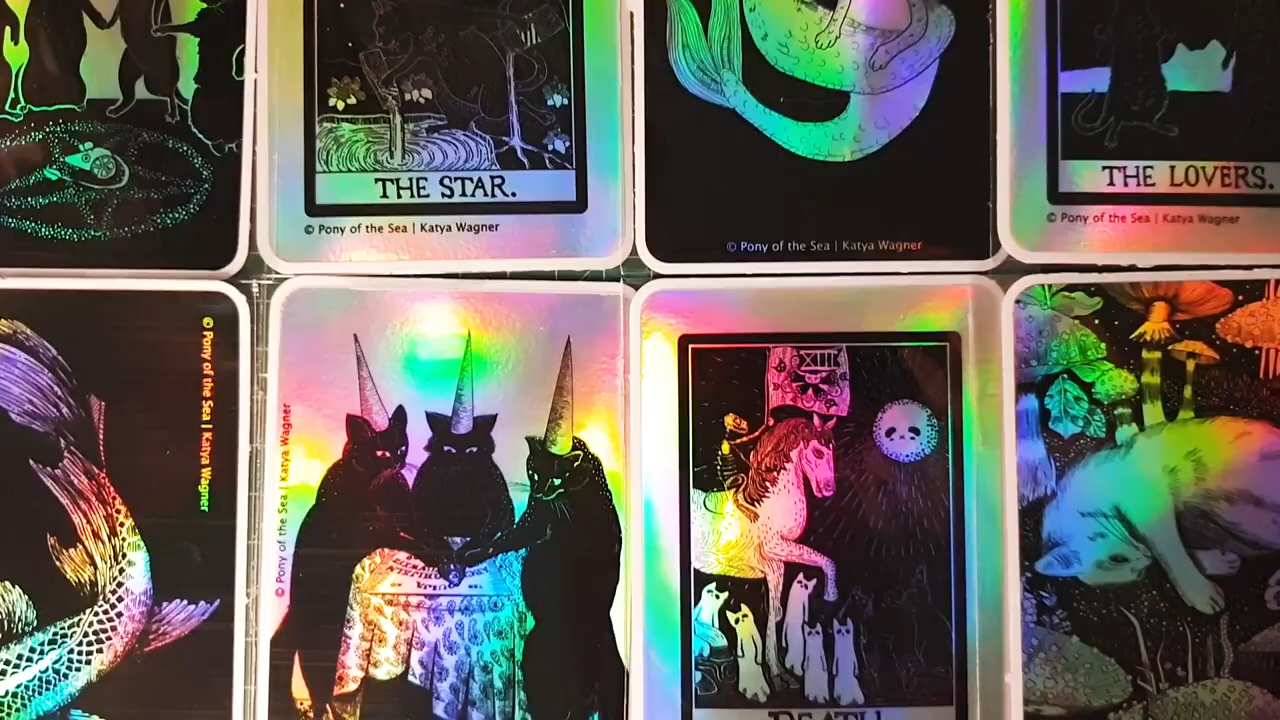 THE STAR.
© Pony of the Sea | Katya Wagner
© Pony of the Sea | Katya Wagner
THE LOVERS.
© Pony of the Sea | Katya Wagner
© Pony of the Sea | Katya Wagner
© Pony of the Sea | Katya Wagner
XIII
DEATH